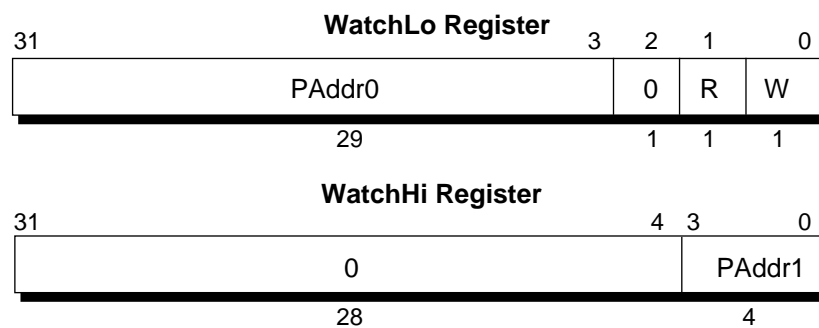 WatchLo Register
31 3 2 1 0
PAddr0 0 R W
29 1 1 1
WatchHi Register
31 4 3 0
0 PAddr1
28 4